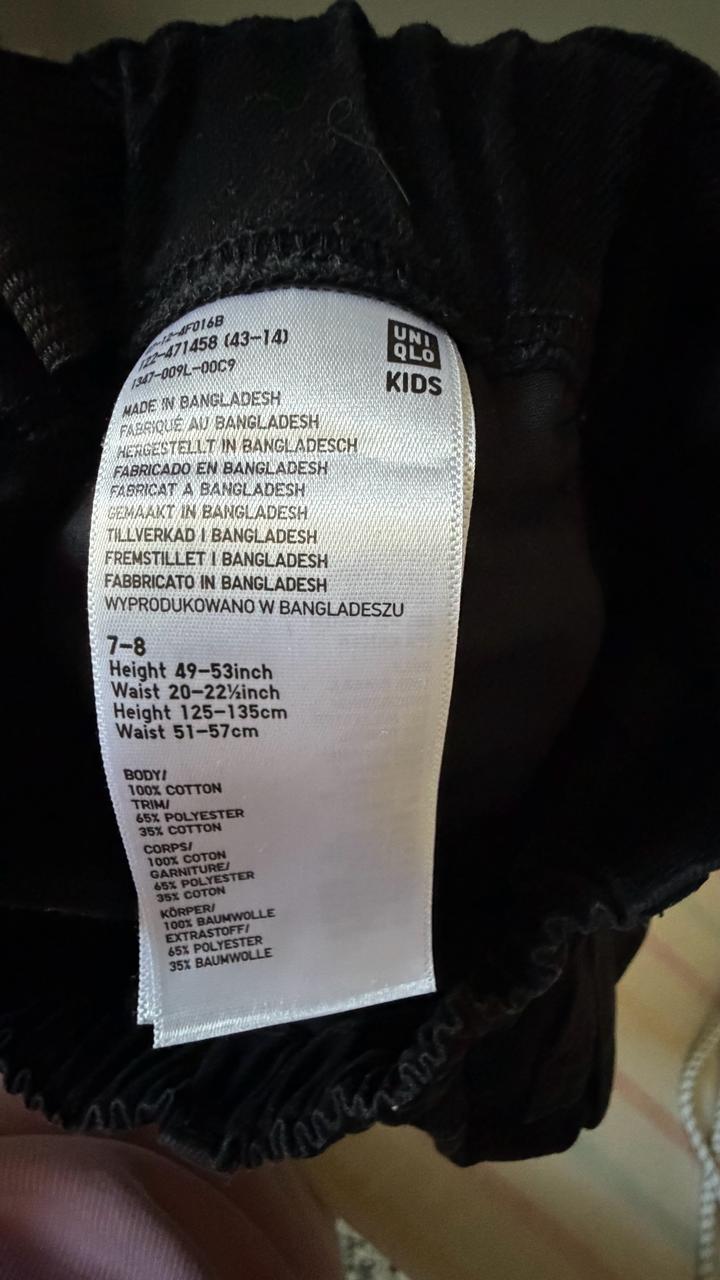 4F016B
122-471458 (43-14)
1347-009L-00C9
UNI
QLO
KIDS
MADE IN BANGLADESH
FABRIQUÉ AU BANGLADESH
HERGESTELLT IN BANGLADESCH
FABRICADO EN BANGLADESH
FABRICAT A BANGLADESH
GEMAAKT IN BANGLADESH
TILLVERKAD I BANGLADESH
FREMSTILLET I BANGLADESH
FABBRICATO IN BANGLADESH
WYPRODUKOWANO W BANGLADESZU
7-8
Height 49-53inch
Waist 20-22½inch
Height 125-135cm
Waist 51-57cm
BODY/
100% COTTON
TRIM/
65% POLYESTER
35% COTTON
CORPS/
100% COTON
GARNITURE/
65% POLYESTER
35% COTON
KÖRPER/
100% BAUMWOLLE
EXTRASTOFF/
65% POLYESTER
35% BAUMWOLLE